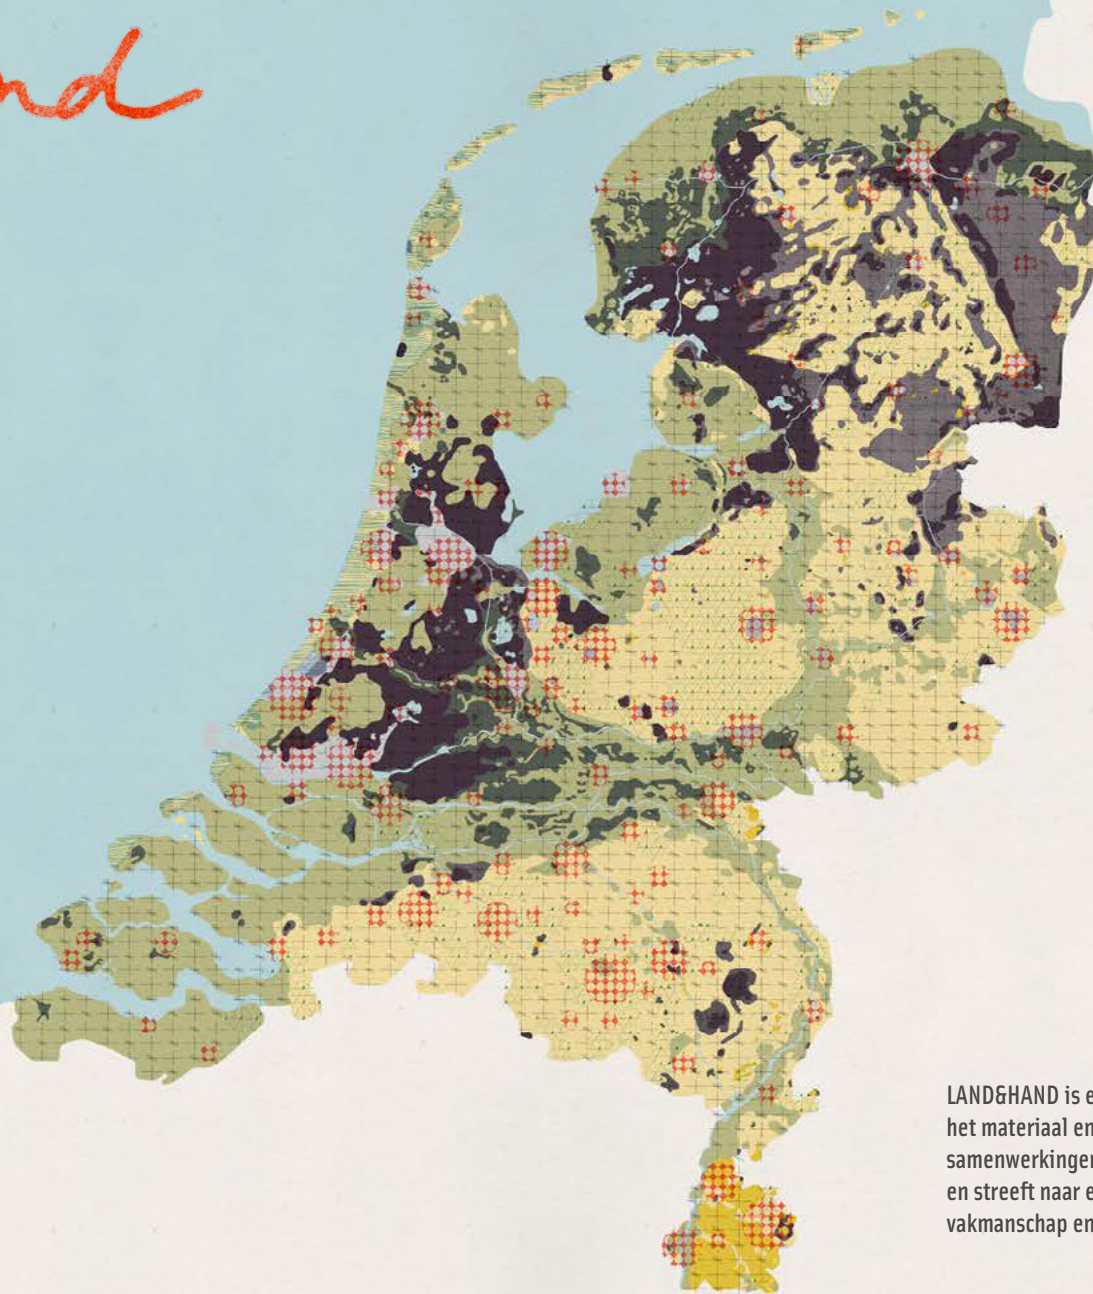 nd
LAND&HAND is e
het materiaal en
samenwerkingen
en streeft naar e
vakmanschap en